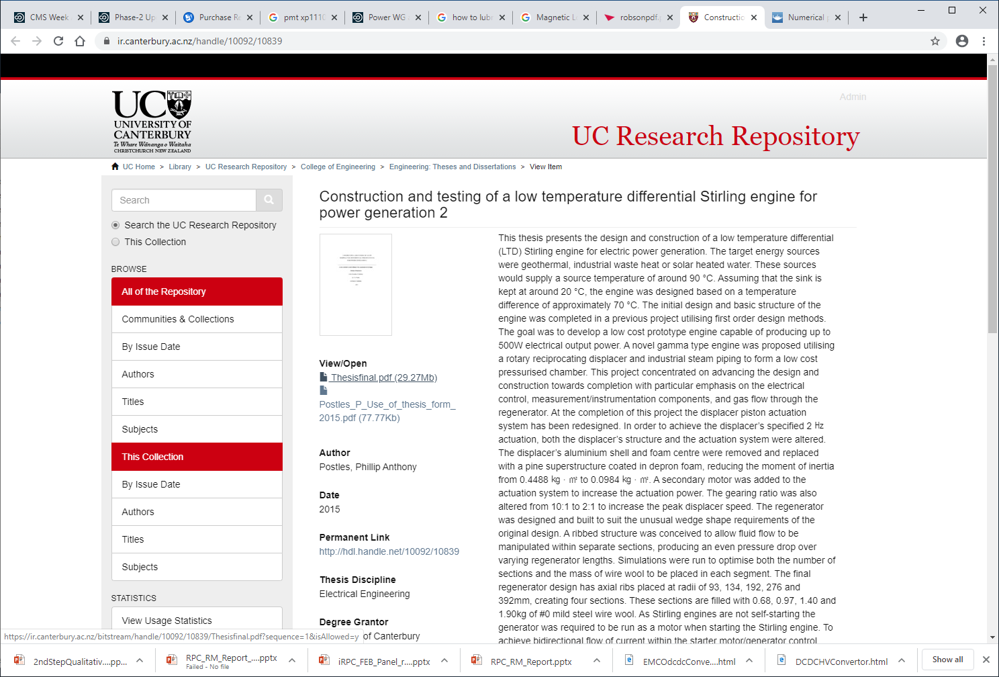 CMS Week
Phase-2 Up
Purchase Re
pmt xp1110
Power WG
how to lub
Magnetic L
robsonpdf.
Constructio
Numerical
ir.canterbury.ac.nz/handle/10092/10839
UC
UNIVERSITY OF
CANTERBURY
Te Whare Wānanga o Waitaha
CHRISTCHURCH NEW ZEALAND
Admin
UC Research Repository
UC Home > Library > UC Research Repository > College of Engineering > Engineering: Theses and Dissertations > View Item
Search
Search the UC Research Repository
This Collection
BROWSE
All of the Repository
Communities & Collections
By Issue Date
Authors
Titles
Subjects
This Collection
By Issue Date
Authors
Titles
Subjects
STATISTICS
View Usage Statistics
Construction and testing of a low temperature differential Stirling engine for
power generation 2
View/Open
Thesisfinal.pdf (29.27Mb)
Postles_P_Use_of_thesis_form_
2015.pdf (77.77Kb)
Author
Postles, Phillip Anthony
Date
2015
Permanent Link
http://hdl.handle.net/10092/10839
Thesis Discipline
Electrical Engineering
Degree Grantor
of Canterbury
This thesis presents the design and construction of a low temperature differential
(LTD) Stirling engine for electric power generation. The target energy sources
were geothermal, industrial waste heat or solar heated water. These sources
would supply a source temperature of around 90 °C. Assuming that the sink is
kept at around 20 °C, the engine was designed based on a temperature
difference of approximately 70 °C. The initial design and basic structure of the
engine was completed in a previous project utilising first order design methods.
The goal was to develop a low cost prototype engine capable of producing up to
500W electrical output power. A novel gamma type engine was proposed utilising
a rotary reciprocating displacer and industrial steam piping to form a low cost
pressurised chamber. This project concentrated on advancing the design and
construction towards completion with particular emphasis on the electrical
control, measurement/instrumentation components, and gas flow through the
regenerator. At the completion of this project the displacer piston actuation
system has been redesigned. In order to achieve the displacer’s specified 2 Hz
actuation, both the displacer’s structure and the actuation system were altered.
The displacer’s aluminium shell and foam centre were removed and replaced
with a pine superstructure coated in depron foam, reducing the moment of inertia
from 0.4488 kg · m² to 0.0984 kg · m². A secondary motor was added to the
actuation system to increase the actuation power. The gearing ratio was also
altered from 10:1 to 2:1 to increase the peak displacer speed. The regenerator
was designed and built to suit the unusual wedge shape requirements of the
original design. A ribbed structure was conceived to allow fluid flow to be
manipulated within separate sections, producing an even pressure drop over
varying regenerator lengths. Simulations were run to optimise both the number of
sections and the mass of wire wool to be placed in each segment. The final
regenerator design has axial ribs placed at radii of 93, 134, 192, 276 and
392mm, creating four sections. These sections are filled with 0.68, 0.97, 1.40 and
1.90kg of #0 mild steel wire wool. As Stirling engines are not self-starting the
generator was required to be run as a motor when starting the Stirling engine. To
achieve bidirectional flow of current within the starter motor/generator control
https://ir.canterbury.ac.nz/bitstream/handle/10092/10839/Thesisfinal.pdf?sequence=1&isAllowed=y
2ndStepQualitativ....pp...
RPC_RM_Report_....pptx
Failed - No file
iRPC_FEB_Panel_r....pptx
RPC_RM_Report.pptx
EMCOdcdcConve....html
DCDCHVConvertor.html
Show all